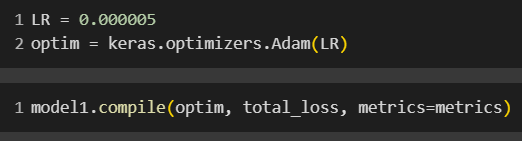 1 LR = 0.000005
2 optim = keras.optimizers.Adam(LR)
1 model1.compile(optim, total_loss, metrics=metrics)